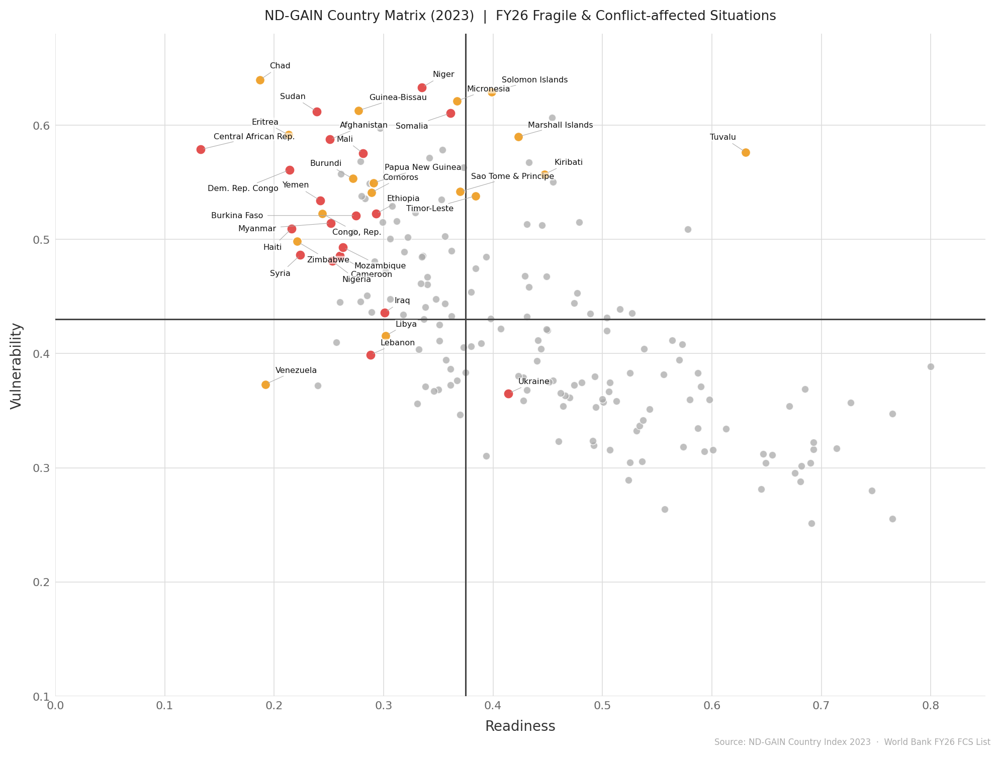 ND-GAIN Country Matrix (2023)  |  FY26 Fragile & Conflict-affected Situations
Chad
Niger
Solomon Islands
Micronesia
Sudan
Guinea-Bissau
Eritrea
Afghanistan
Somalia
Marshall Islands
Central African Rep.
Mali
Tuvalu
Burundi
Papua New Guinea
Kiribati
Comoros
Sao Tome & Principe
Dem. Rep. Congo
Yemen
Ethiopia
Timor-Leste
Burkina Faso
Myanmar
Congo, Rep.
Haiti
Zimbabwe
Mozambique
Syria
Cameroon
Nigeria
Iraq
Libya
Lebanon
Venezuela
Ukraine
Vulnerability
0.6
0.5
0.4
0.3
0.2
0.1
0.0
0.1
0.2
0.3
0.4
0.5
0.6
0.7
0.8
Readiness
Source: ND-GAIN Country Index 2023  ·  World Bank FY26 FCS List